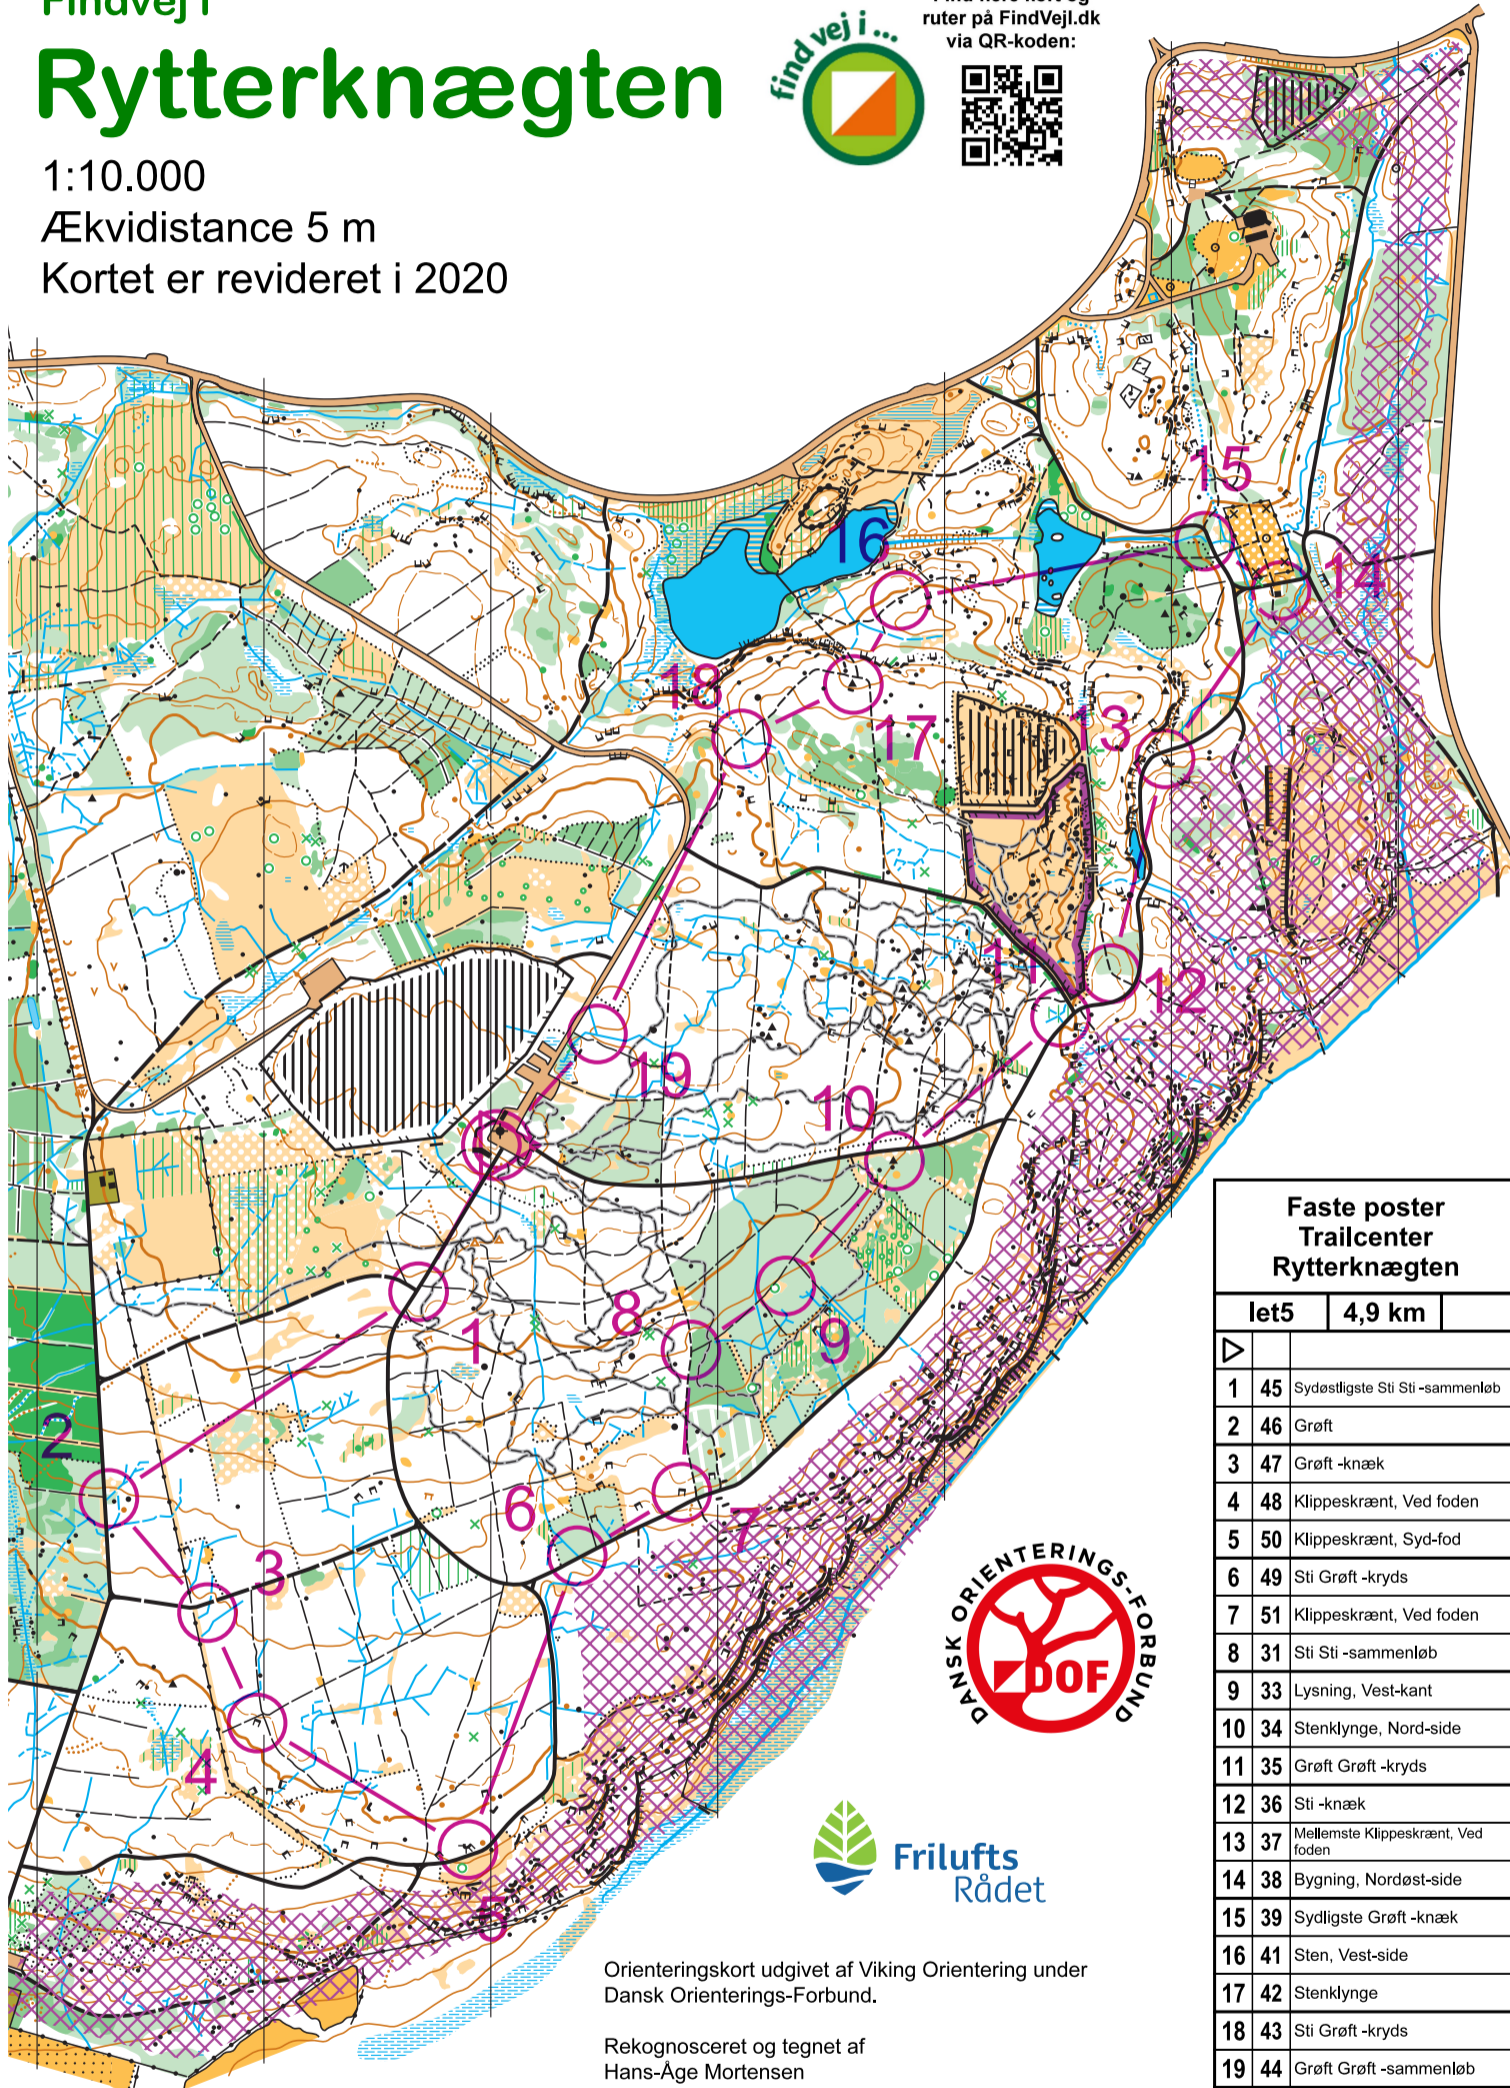 Findvej i
Rytterknægten
1:10.000
Ækvidistance 5 m
Kortet er revideret i 2020
find vej i ...
Find flere kort og
ruter på FindVejI.dk
via QR-koden:
15
16
14
18
17
13
11
12
19
10
1
8
9
2
6
7
3
4
5
Faste poster
Trailcenter
Rytterknægten
let5 4,9 km
1 45 Sydøstligste Sti Sti -sammenløb
2 46 Grøft
3 47 Grøft -knæk
4 48 Klippeskrænt, Ved foden
5 50 Klippeskrænt, Syd-fod
6 49 Sti Grøft -kryds
7 51 Klippeskrænt, Ved foden
8 31 Sti Sti -sammenløb
9 33 Lysning, Vest-kant
10 34 Stenklynge, Nord-side
11 35 Grøft Grøft -kryds
12 36 Sti -knæk
13 37 Mellemste Klippeskrænt, Ved
foden
14 38 Bygning, Nordøst-side
15 39 Sydligste Grøft -knæk
16 41 Sten, Vest-side
17 42 Stenklynge
18 43 Sti Grøft -kryds
19 44 Grøft Grøft -sammenløb
DANSK ORIENTERINGS-FORBUND
DOF
Frilufts
Rådet
Orienteringskort udgivet af Viking Orientering under
Dansk Orienterings-Forbund.
Rekognosceret og tegnet af
Hans-Åge Mortensen